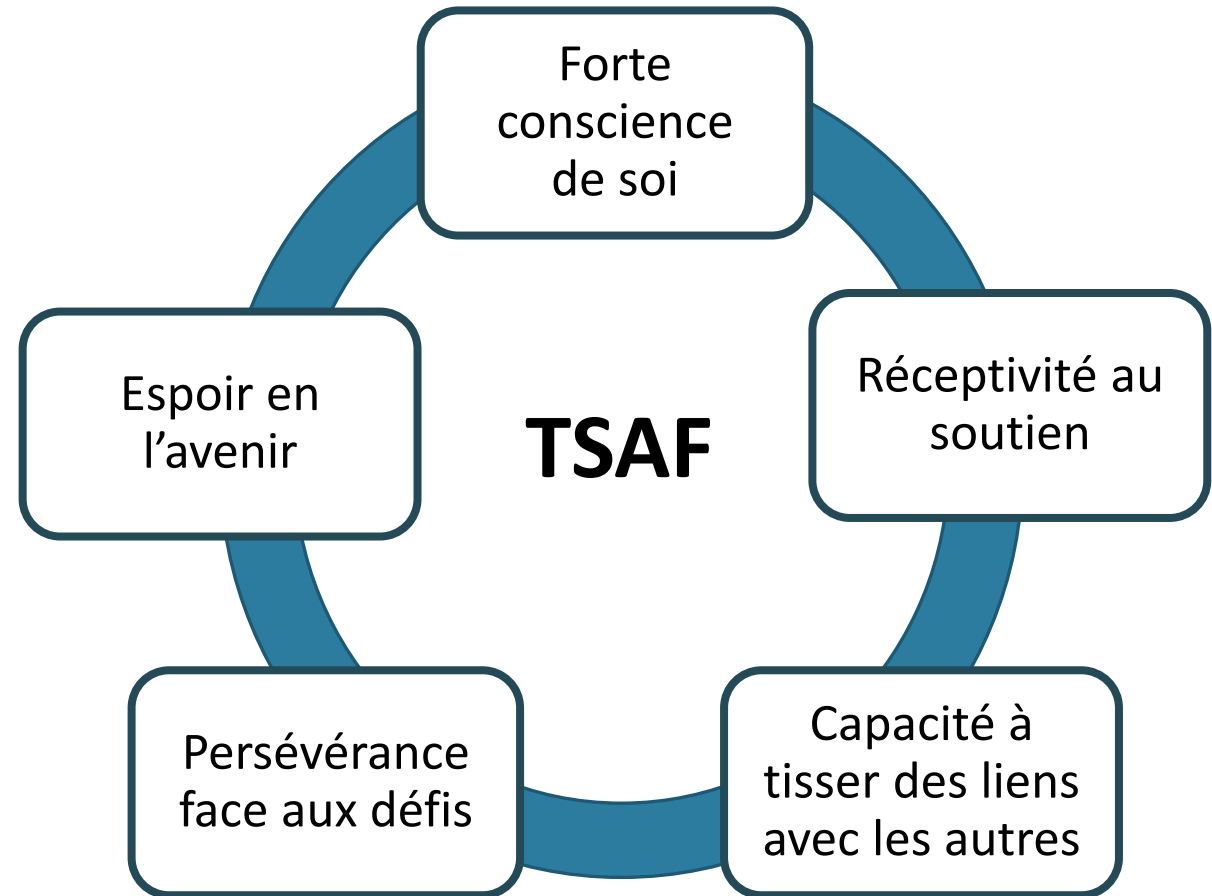 Forte
conscience
de soi
Réceptivité au
soutien
Capacité à
tisser des liens
avec les autres
Persévérance
face aux défis
Espoir en
l’avenir
TSAF